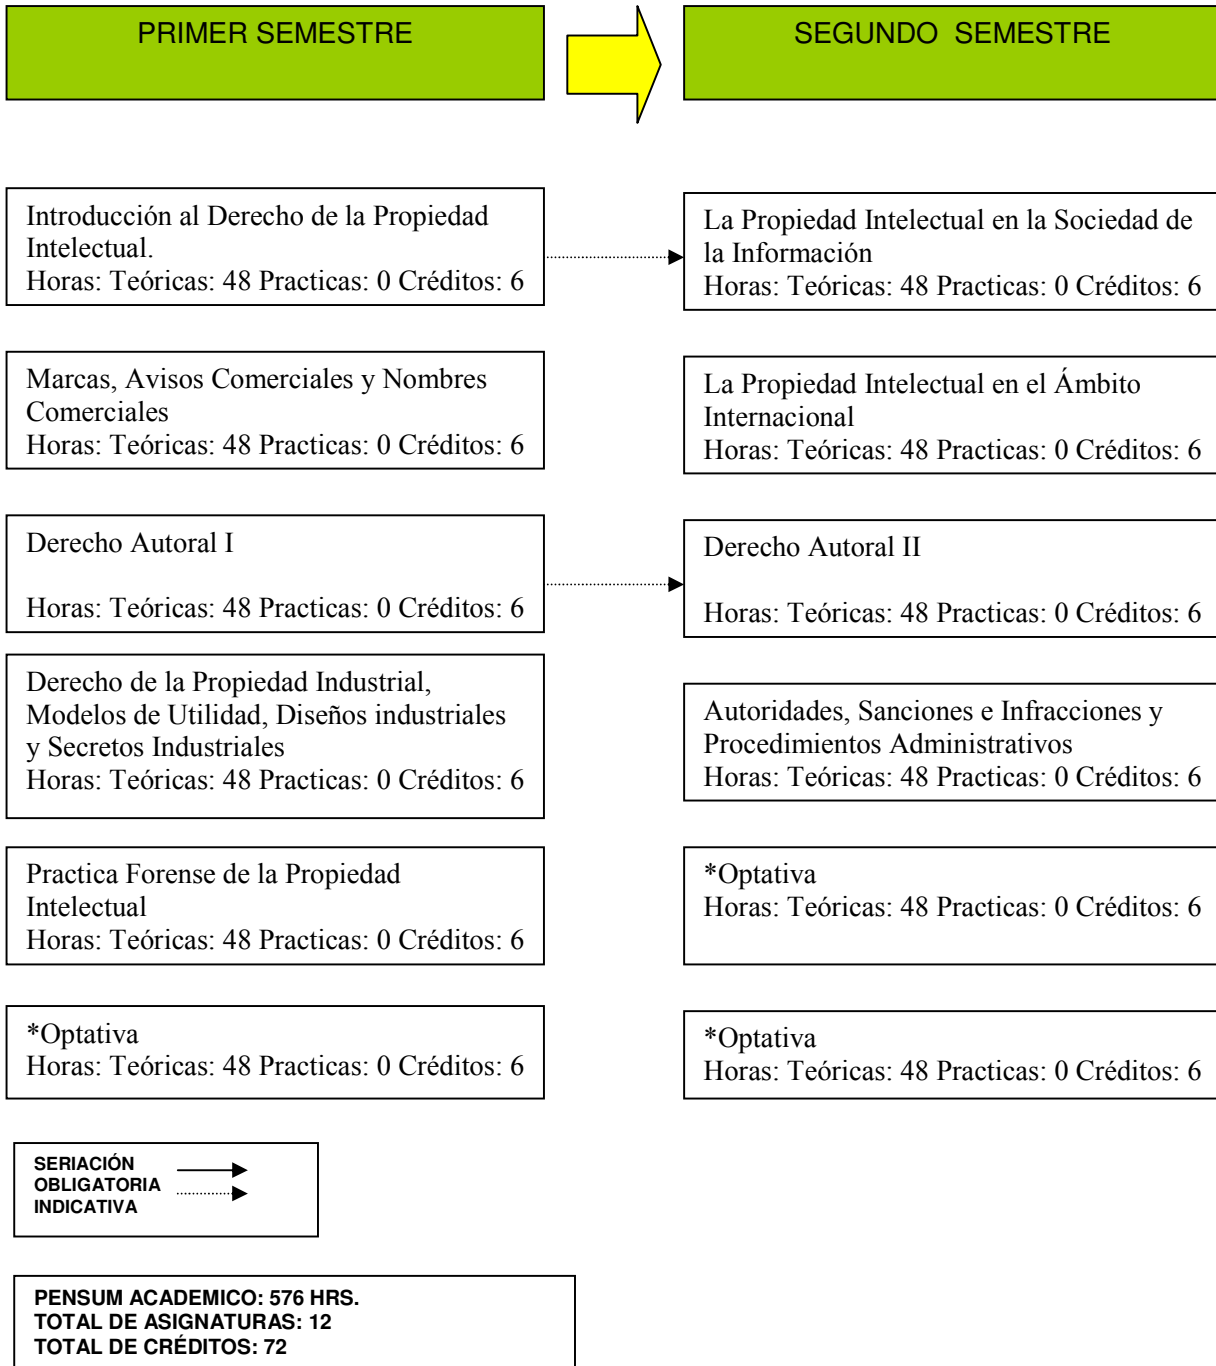 PRIMER SEMESTRE
SEGUNDO SEMESTRE
Introducción al Derecho de la Propiedad
Intelectual.
Horas: Teóricas: 48 Practicas: 0 Créditos: 6
La Propiedad Intelectual en la Sociedad de
la Información
Horas: Teóricas: 48 Practicas: 0 Créditos: 6
Marcas, Avisos Comerciales y Nombres
Comerciales
Horas: Teóricas: 48 Practicas: 0 Créditos: 6
La Propiedad Intelectual en el Ámbito
Internacional
Horas: Teóricas: 48 Practicas: 0 Créditos: 6
Derecho Autoral I
Horas: Teóricas: 48 Practicas: 0 Créditos: 6
Derecho Autoral II
Horas: Teóricas: 48 Practicas: 0 Créditos: 6
Derecho de la Propiedad Industrial,
Modelos de Utilidad, Diseños industriales
y Secretos Industriales
Horas: Teóricas: 48 Practicas: 0 Créditos: 6
Autoridades, Sanciones e Infracciones y
Procedimientos Administrativos
Horas: Teóricas: 48 Practicas: 0 Créditos: 6
Practica Forense de la Propiedad
Intelectual
Horas: Teóricas: 48 Practicas: 0 Créditos: 6
*Optativa
Horas: Teóricas: 48 Practicas: 0 Créditos: 6
*Optativa
Horas: Teóricas: 48 Practicas: 0 Créditos: 6
*Optativa
Horas: Teóricas: 48 Practicas: 0 Créditos: 6
SERIACIÓN
OBLIGATORIA
INDICATIVA
PENSUM ACADEMICO: 576 HRS.
TOTAL DE ASIGNATURAS: 12
TOTAL DE CRÉDITOS: 72